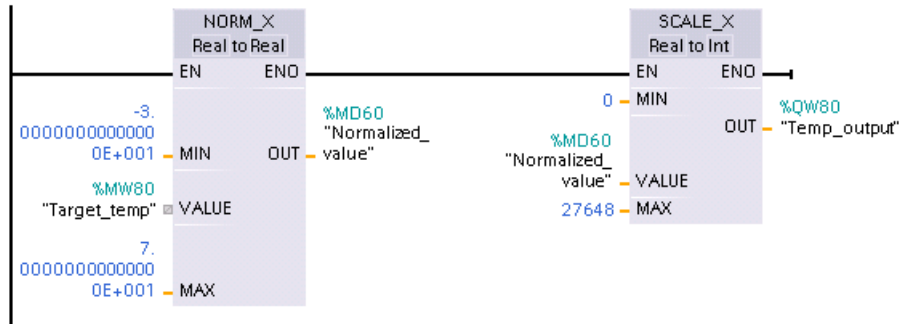 NORM_X
Real to Real
EN ENO
-3.
0000000000000
0E+001
MIN
%MD60
"Normalized_
value"
OUT
%MW80
"Target_temp"
VALUE
7.
0000000000000
0E+001
MAX
SCALE_X
Real to Int
EN ENO
0
MIN
%QW80
"Temp_output"
OUT
%MD60
"Normalized_
value"
VALUE
27648
MAX